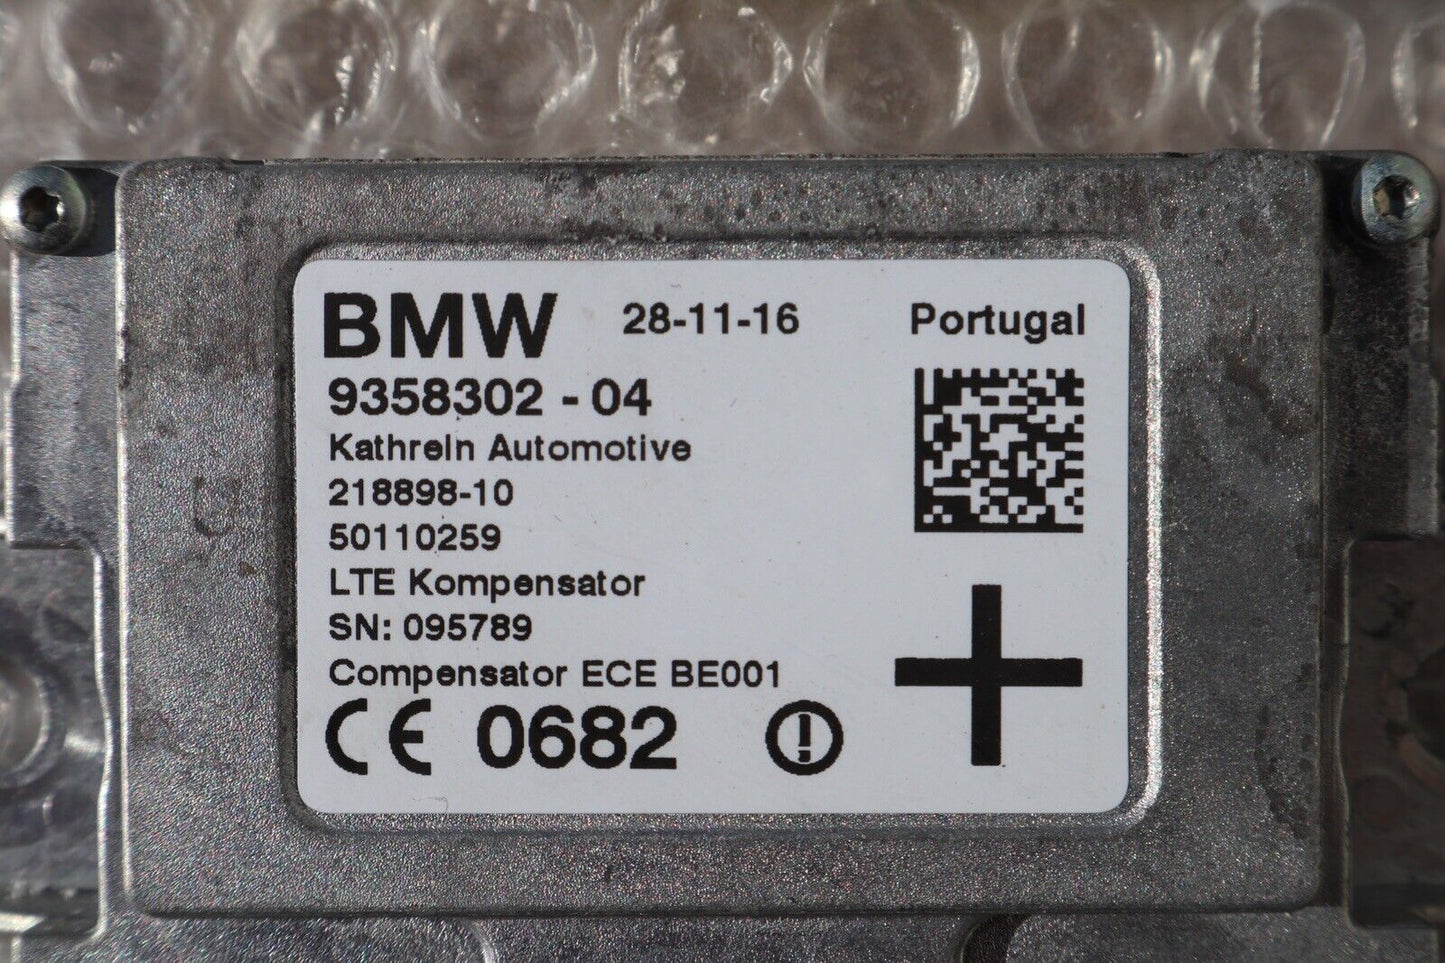 BMW 28-11-16 Portugal
9358302 - 04
Kathrein Automotive
218898-10
50110259
LTE Kompensator
SN: 095789
Compensator ECE BE001
CE 0682 !